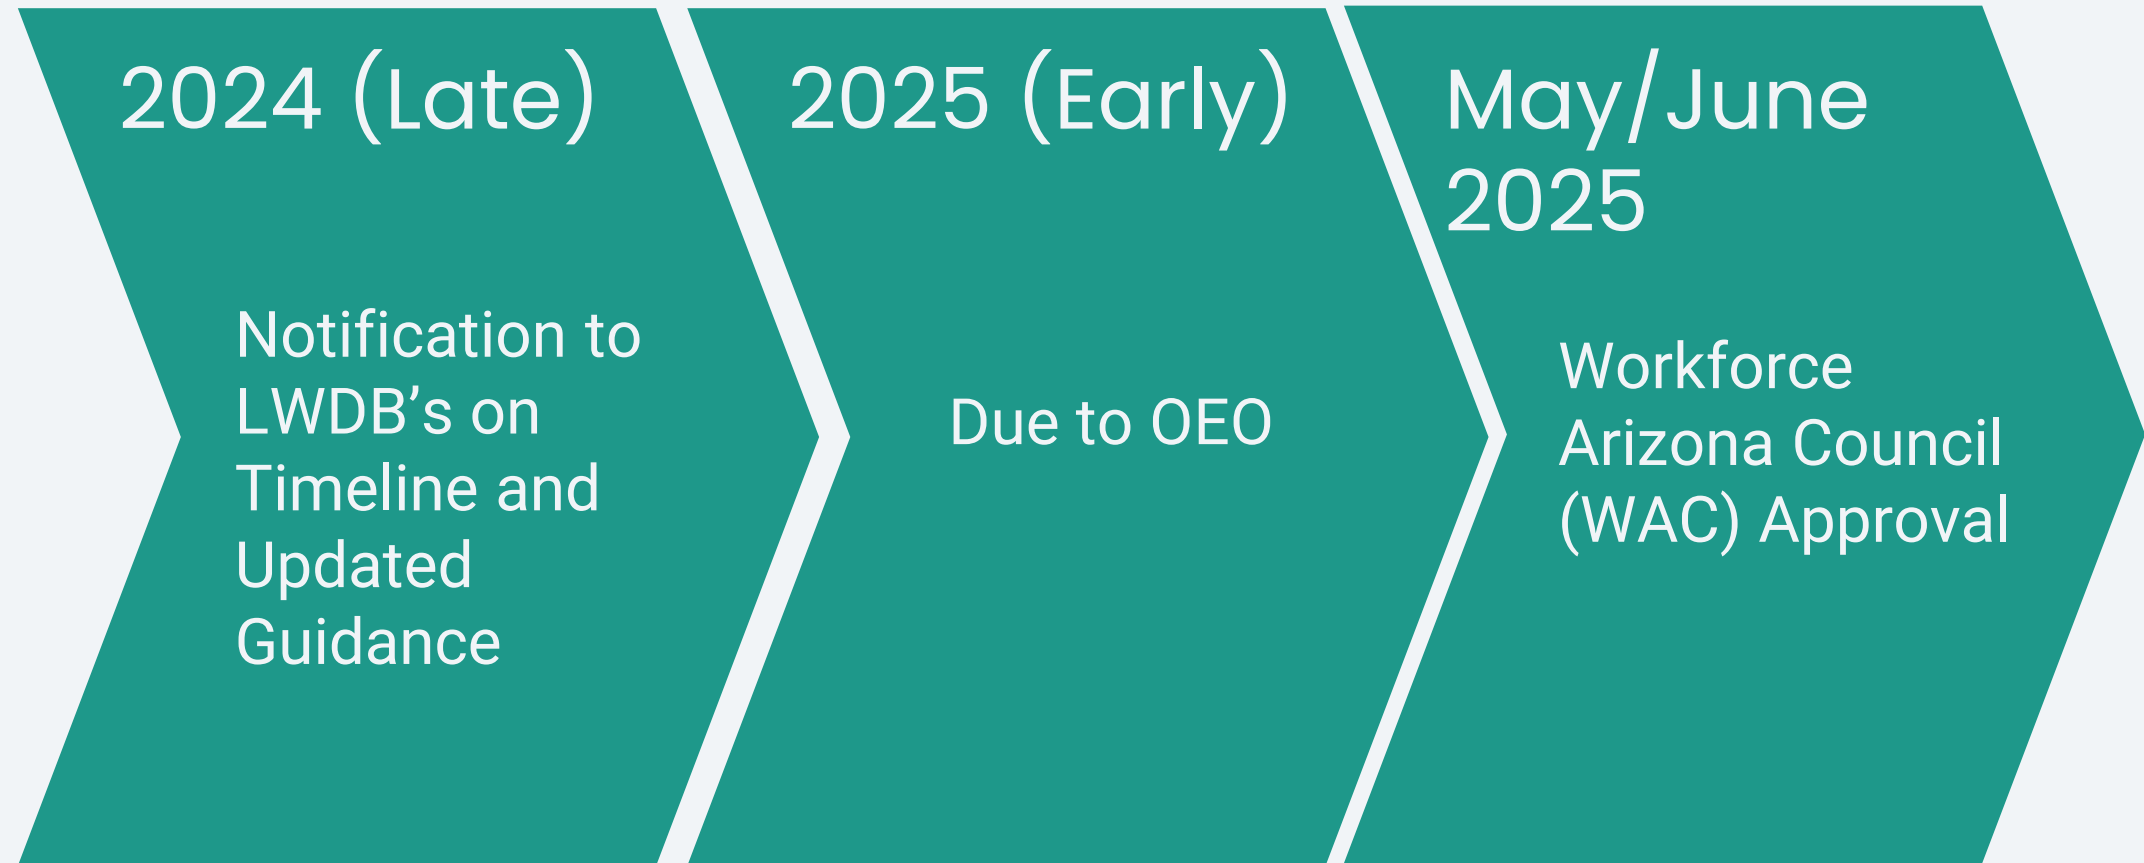 2024 (Late)
Notification to
LWDB’s on
Timeline and
Updated
Guidance
2025 (Early)
Due to OEO
May/June
2025
Workforce
Arizona Council
(WAC) Approval